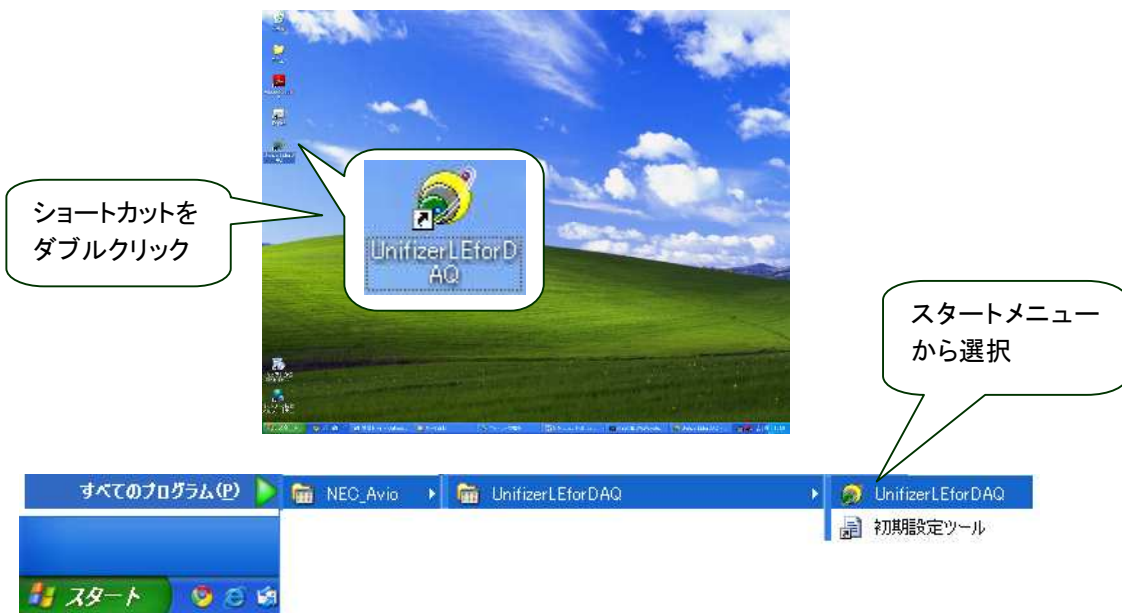 ショートカットを
ダブルクリック
UnifizerLEforD
AQ
スタートメニュー
から選択
すべてのプログラム(P)
NEC_Avio
UnifizerLEforDAQ
UnifizerLEforDAQ
初期設定ツール
スタート